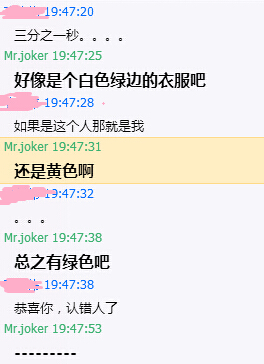 19:47:20
三分之一秒。。。。
Mr.joker 19:47:25
好像是个白色绿边的衣服吧
19:47:28
如果是这个人那就是我
Mr.joker 19:47:31
还是黄色啊
19:47:32
。。。
Mr.joker 19:47:38
总之有绿色吧
19:47:38
恭喜你，认错人了
Mr.joker 19:47:53
---------